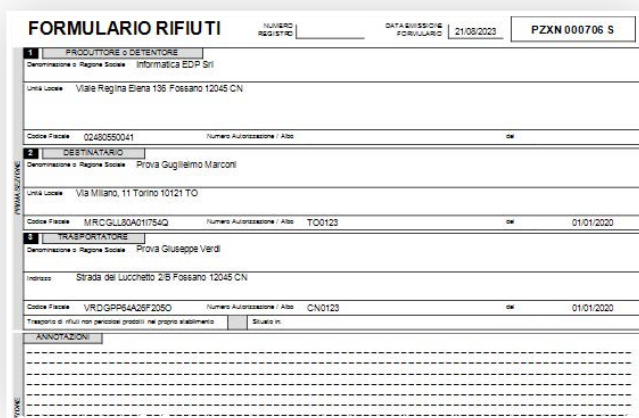 FORMULARIO RIFIUTI NUMERO REGISTRO DATA EMISSIONE FORMULARIO 21/08/2023 PZXN 000706 S
1 PRODUTTORE o DETENTORE
Denominazione o Ragione Sociale Informatica EDP Srl
Unità Locale Viale Regina Elena 136 Fossano 12045 CN
Codice Fiscale 02480550041 Numero Autorizzazione / Albo del
2 DESTINATARIO
Denominazione o Ragione Sociale Prova Guglielmo Marconi
Unità Locale Via Milano, 11 Torino 10121 TO
Codice Fiscale MRCGLL80A01I754Q Numero Autorizzazione / Albo TO0123 del 01/01/2020
3 TRASPORTATORE
Denominazione o Ragione Sociale Prova Giuseppe Verdi
Indirizzo Strada del Lucchetto 2/B Fossano 12045 CN
Codice Fiscale VRDGPP64A26F205O Numero Autorizzazione / Albo CN0123 del 01/01/2020
Trasporto di rifiuti non pericolosi prodotti nel proprio stabilimento Situato in:
ANNOTAZIONI
PRIMA SEZIONE